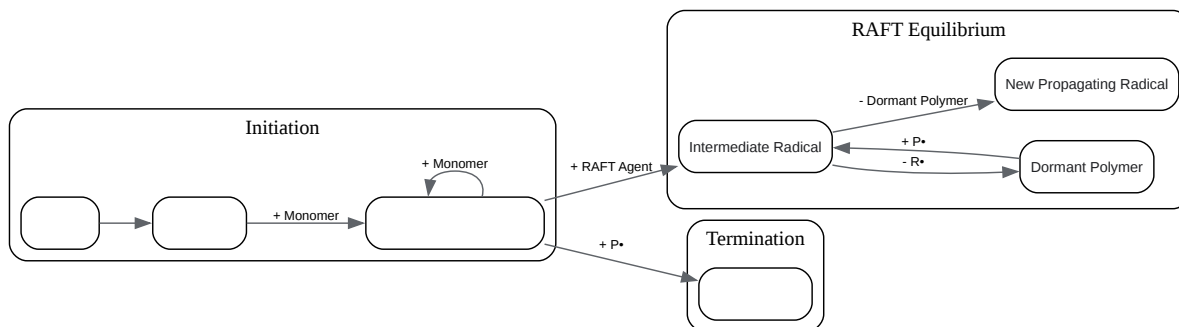 RAFT Equilibrium
New Propagating Radical
- Dormant Polymer
Initiation
Intermediate Radical
+ P•
- R•
Dormant Polymer
+ Monomer
+ RAFT Agent
+ Monomer
+ P•
Termination